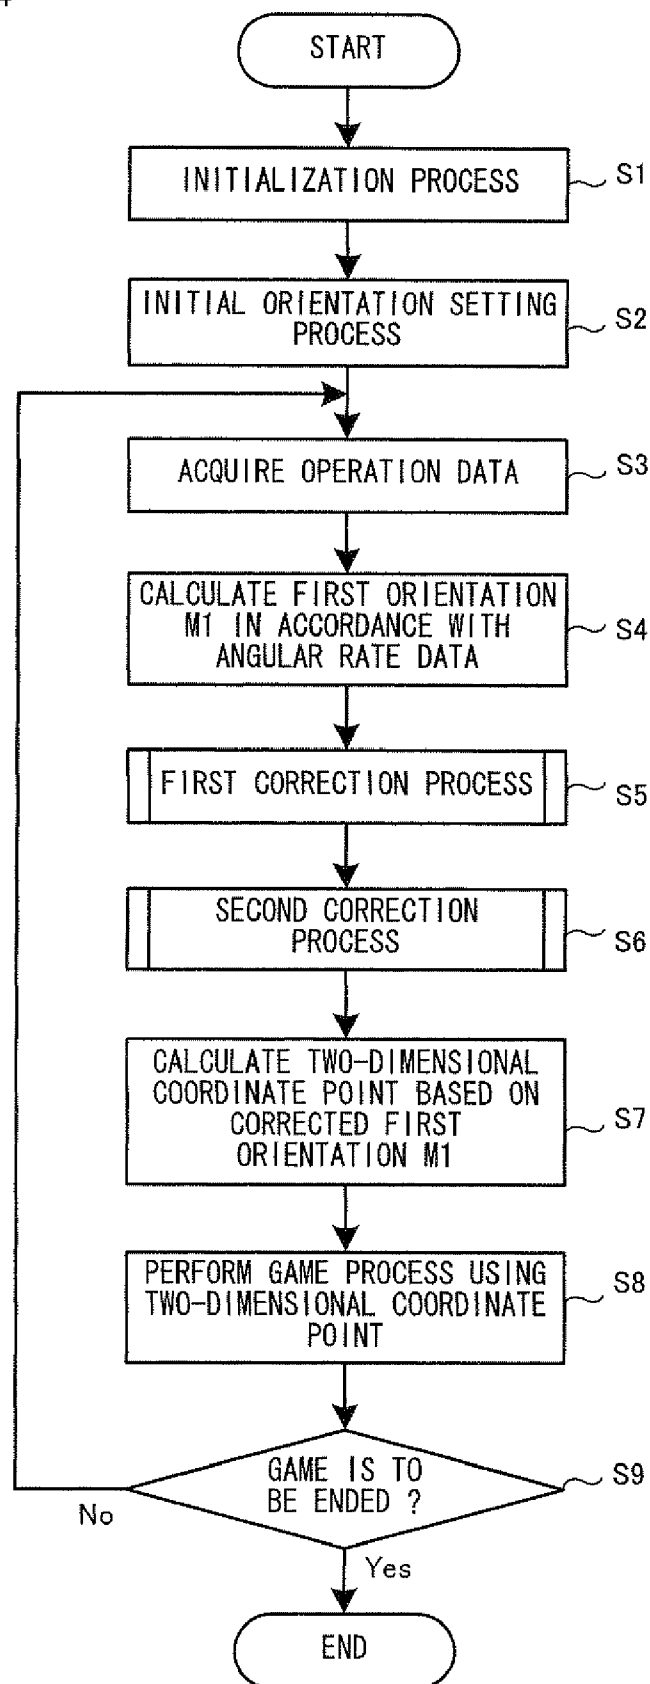 START
INITIALIZATION PROCESS
S1
INITIAL ORIENTATION SETTING
PROCESS
S2
ACQUIRE OPERATION DATA
S3
CALCULATE FIRST ORIENTATION
M1 IN ACCORDANCE WITH
ANGULAR RATE DATA
S4
FIRST CORRECTION PROCESS
S5
SECOND CORRECTION
PROCESS
S6
CALCULATE TWO-DIMENSIONAL
COORDINATE POINT BASED ON
CORRECTED FIRST
ORIENTATION M1
S7
PERFORM GAME PROCESS USING
TWO-DIMENSIONAL COORDINATE
POINT
S8
GAME IS TO
BE ENDED ?
S9
No
Yes
END